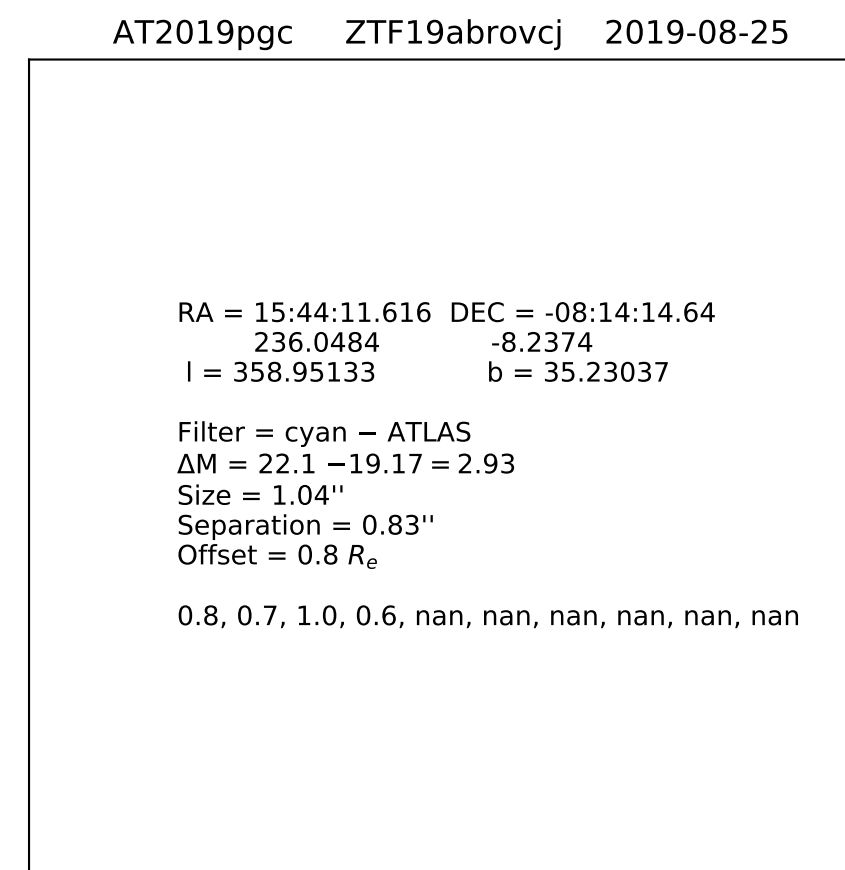 AT2019pgc ZTF19abrovcj 2019-08-25
RA = 15:44:11.616 DEC = -08:14:14.64
236.0484 -8.2374
l = 358.95133 b = 35.23037
Filter = cyan − ATLAS
ΔM = 22.1 −19.17 = 2.93
Size = 1.04''
Separation = 0.83''
Offset = 0.8 Re
0.8, 0.7, 1.0, 0.6, nan, nan, nan, nan, nan, nan